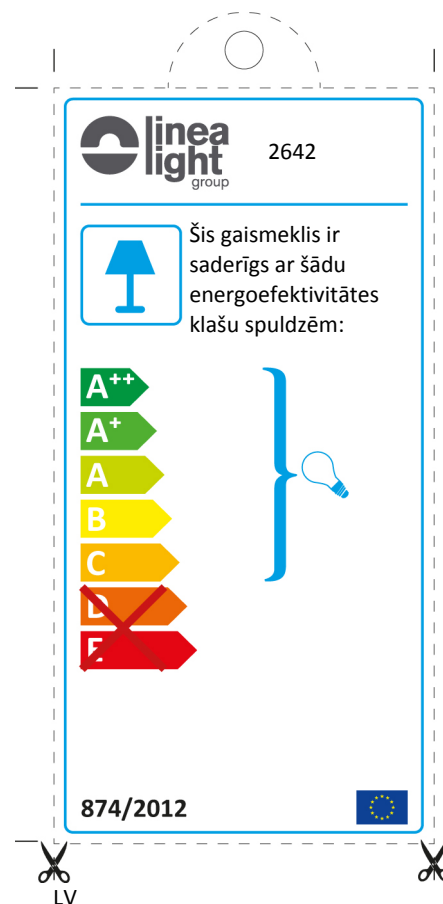 linea
light
group
2642
Šis gaismeklis ir
saderīgs ar šādu
energoefektivitātes
klašu spuldzēm:
A++
A+
A
B
C
D
E
874/2012
LV